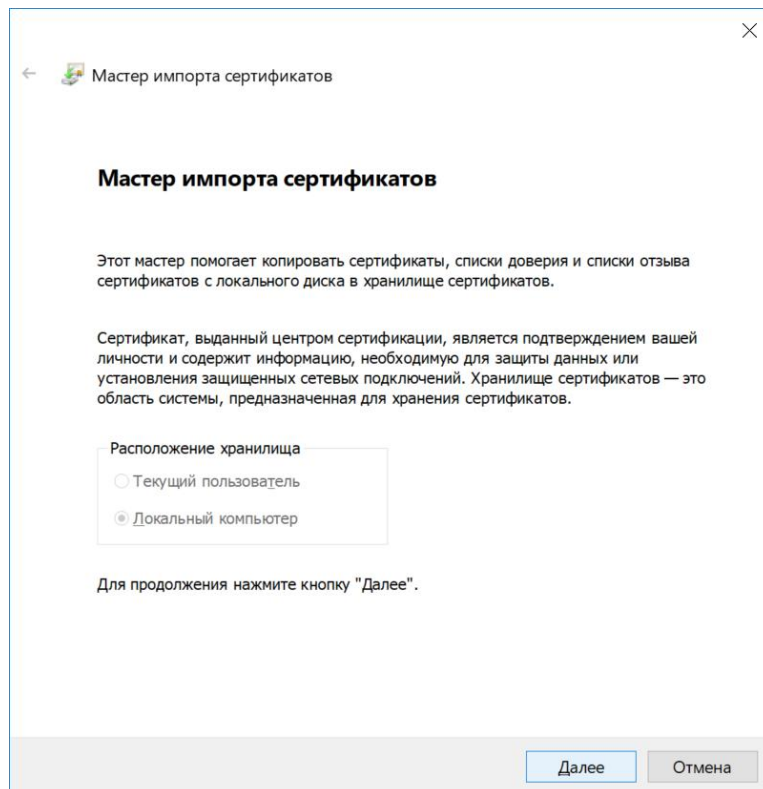 Мастер импорта сертификатов
Мастер импорта сертификатов
Этот мастер помогает копировать сертификаты, списки доверия и списки отзыва
сертификатов с локального диска в хранилище сертификатов.
Сертификат, выданный центром сертификации, является подтверждением вашей
личности и содержит информацию, необходимую для защиты данных или
установления защищенных сетевых подключений. Хранилище сертификатов — это
область системы, предназначенная для хранения сертификатов.
Расположение хранилища
Текущий пользователь
Локальный компьютер
Для продолжения нажмите кнопку "Далее".
Далее
Отмена